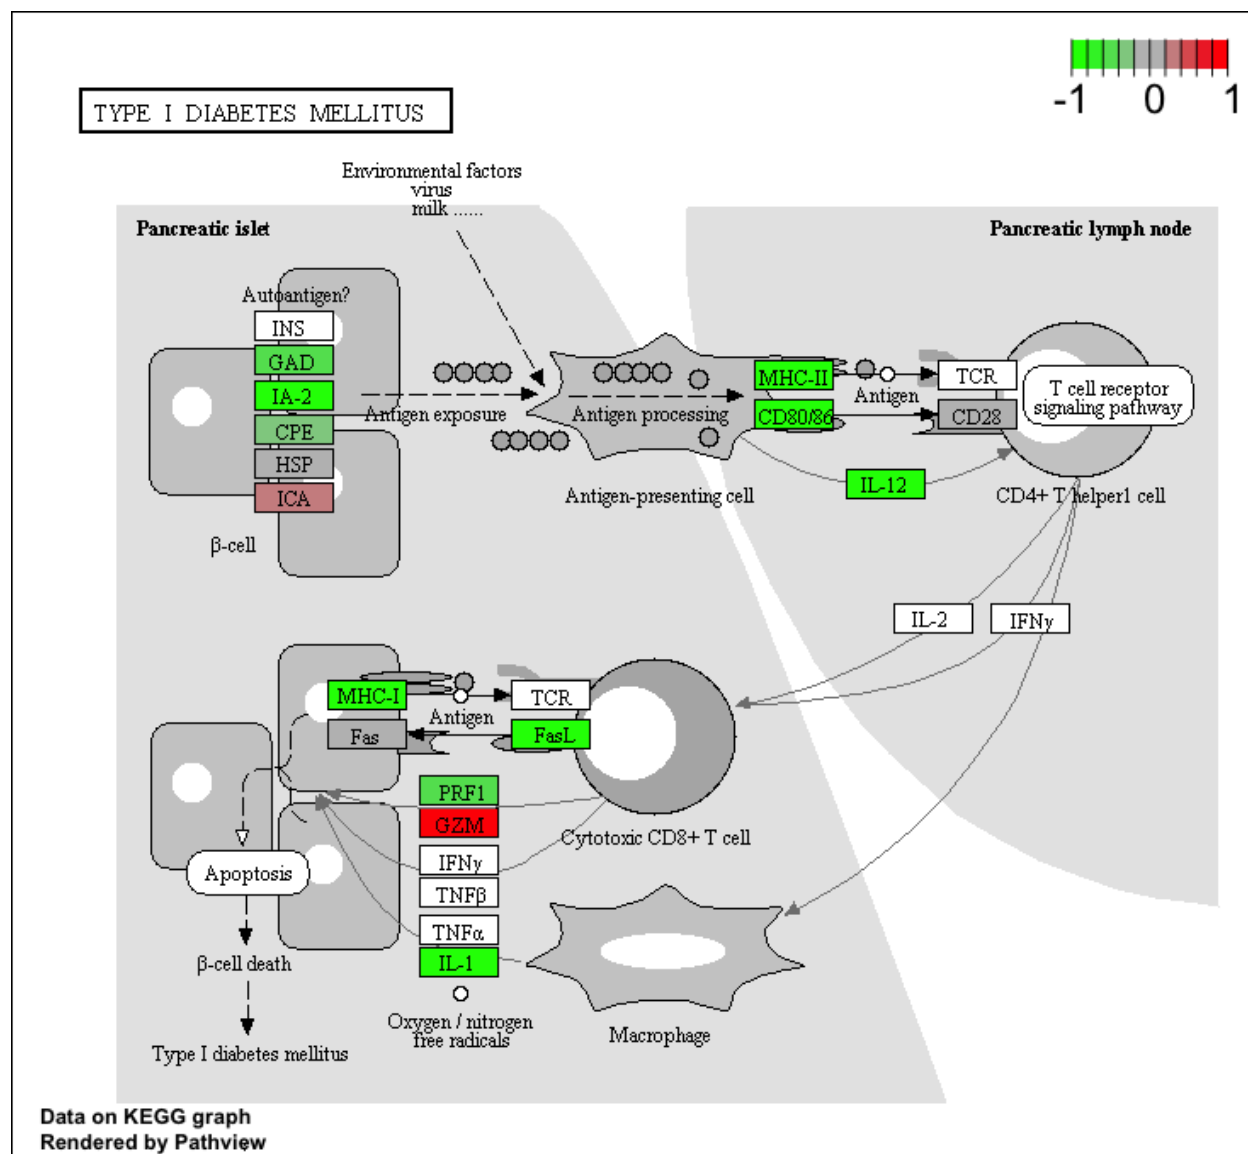 -1 0 1
TYPE I DIABETES MELLITUS
Environmental factors
virus
milk ......
Pancreatic islet
Pancreatic lymph node
Autoantigen?
INS
GAD
IA-2
CPE
HSP
ICA
β-cell
Antigen exposure
Antigen processing
Antigen-presenting cell
MHC-II
CD80/86
Antigen
TCR
CD28
T cell receptor
signaling pathway
IL-12
CD4+ T helper1 cell
IL-2
IFNγ
MHC-I
Fas
Antigen
TCR
FasL
PRF1
GZM
IFNγ
TNFβ
TNFα
IL-1
Cytotoxic CD8+ T cell
Apoptosis
β-cell death
Type I diabetes mellitus
Oxygen / nitrogen
free radicals
Macrophage
Data on KEGG graph
Rendered by Pathview